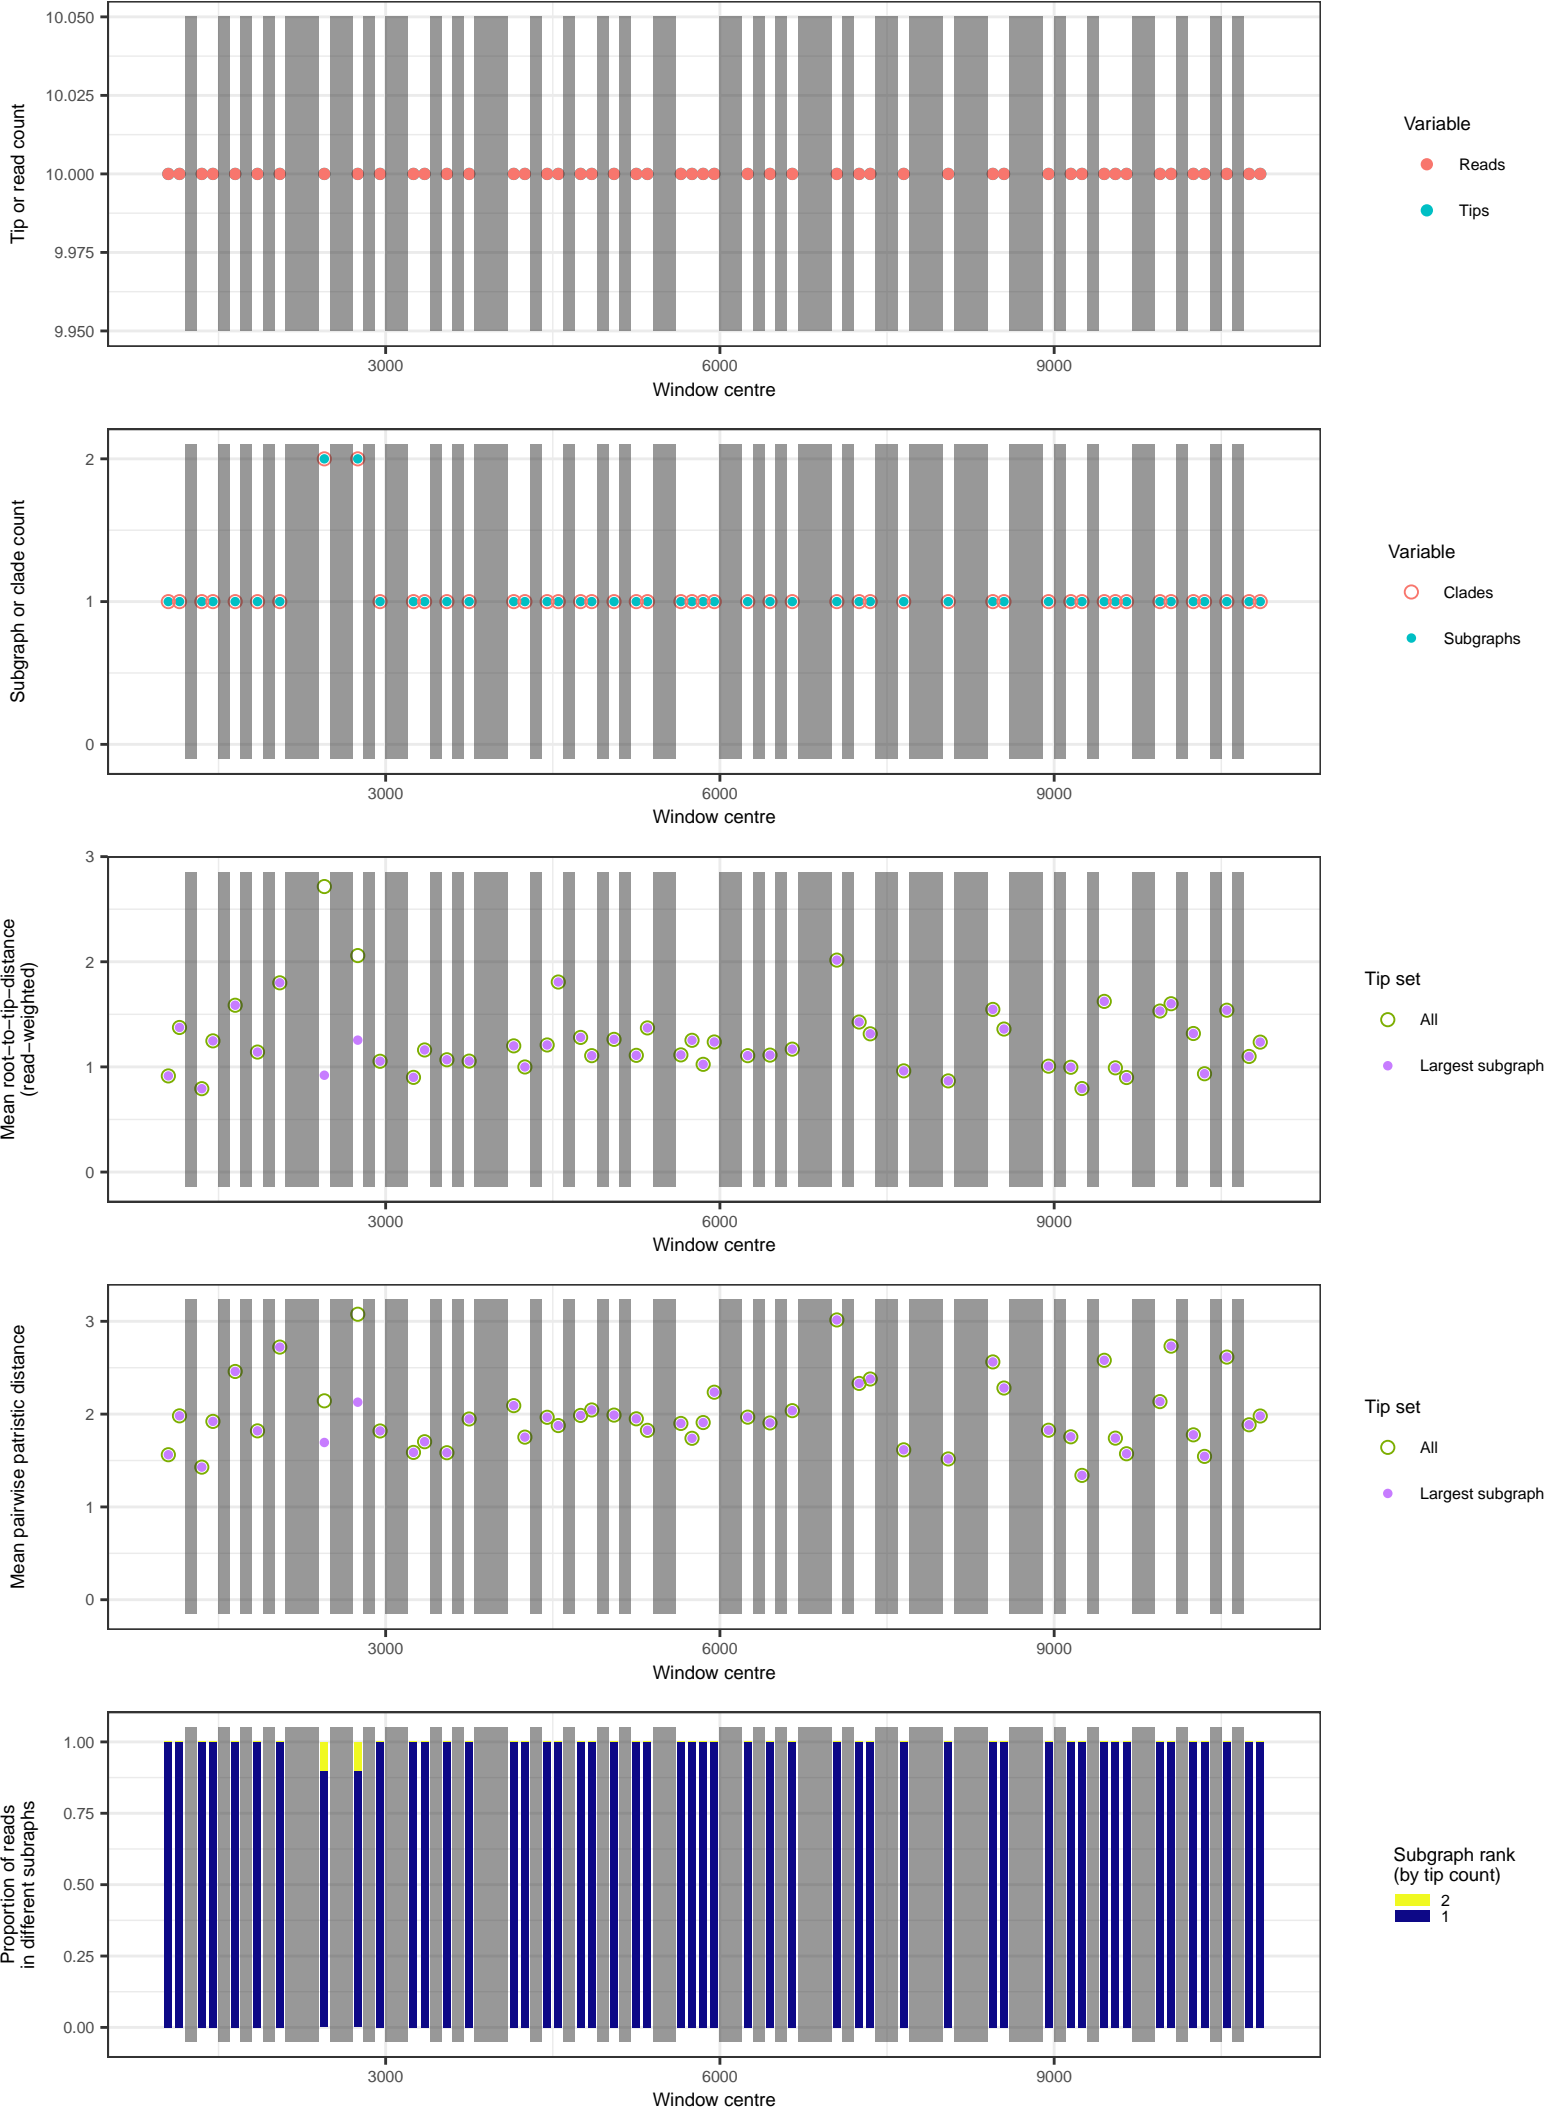 10.050
10.025
10.000
9.975
9.950
Tip or read count
3000 6000 9000
Window centre
Variable
Reads
Tips
2
1
0
Subgraph or clade count
3000 6000 9000
Window centre
Variable
Clades
Subgraphs
3
2
1
0
Mean root−to−tip−distance
(read−weighted)
3000 6000 9000
Window centre
Tip set
All
Largest subgraph
3
2
1
0
Mean pairwise patristic distance
3000 6000 9000
Window centre
Tip set
All
Largest subgraph
1.00
0.75
0.50
0.25
0.00
Proportion of reads
in different subraphs
3000 6000 9000
Window centre
Subgraph rank
(by tip count)
2
1